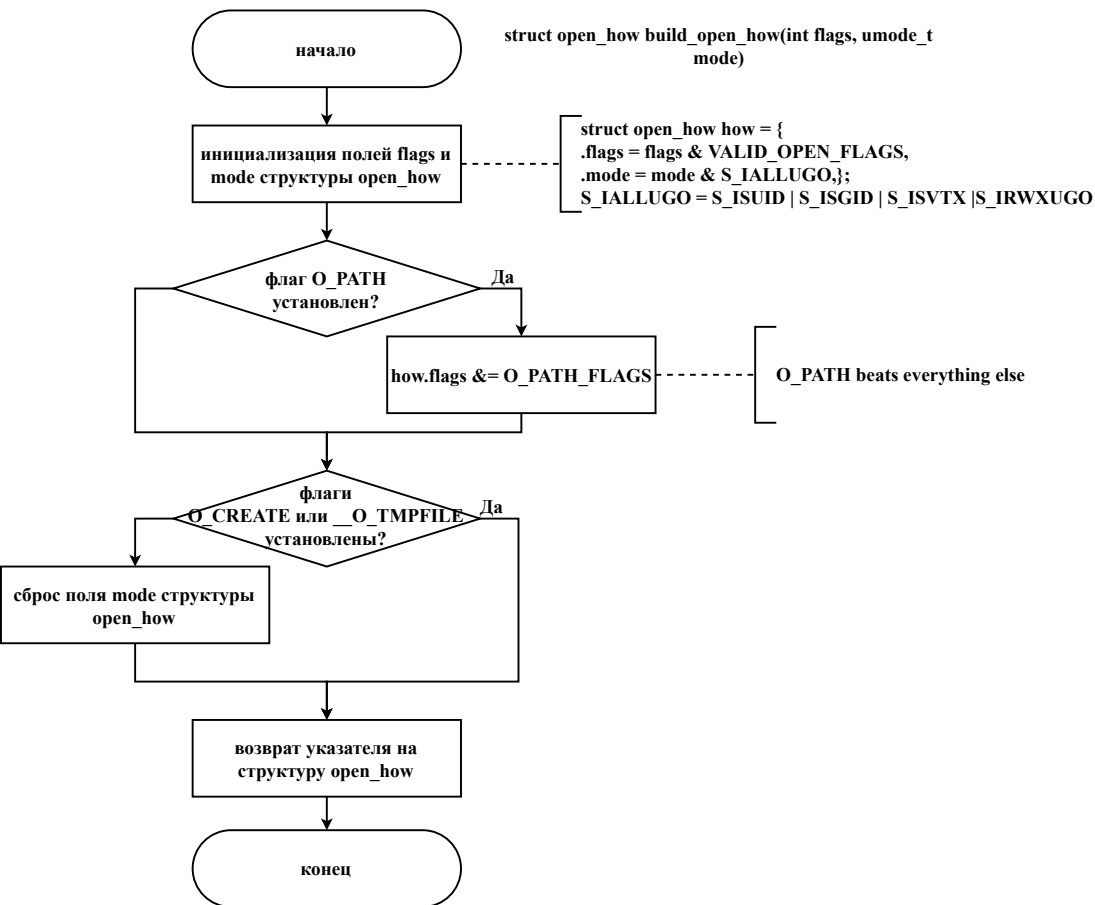 начало
struct open_how build_open_how(int flags, umode_t
mode)
инициализация полей flags и
mode структуры open_how
struct open_how how = {
.flags = flags & VALID_OPEN_FLAGS,
.mode = mode & S_IALLUGO,};
S_IALLUGO = S_ISUID | S_ISGID | S_ISVTX |S_IRWXUGO
флаг O_PATH
установлен?
Да
how.flags &= O_PATH_FLAGS
O_PATH beats everything else
флаги
O_CREATE или __O_TMPFILE
установлены?
Да
сброс поля mode структуры
open_how
возврат указателя на
структуру open_how
конец